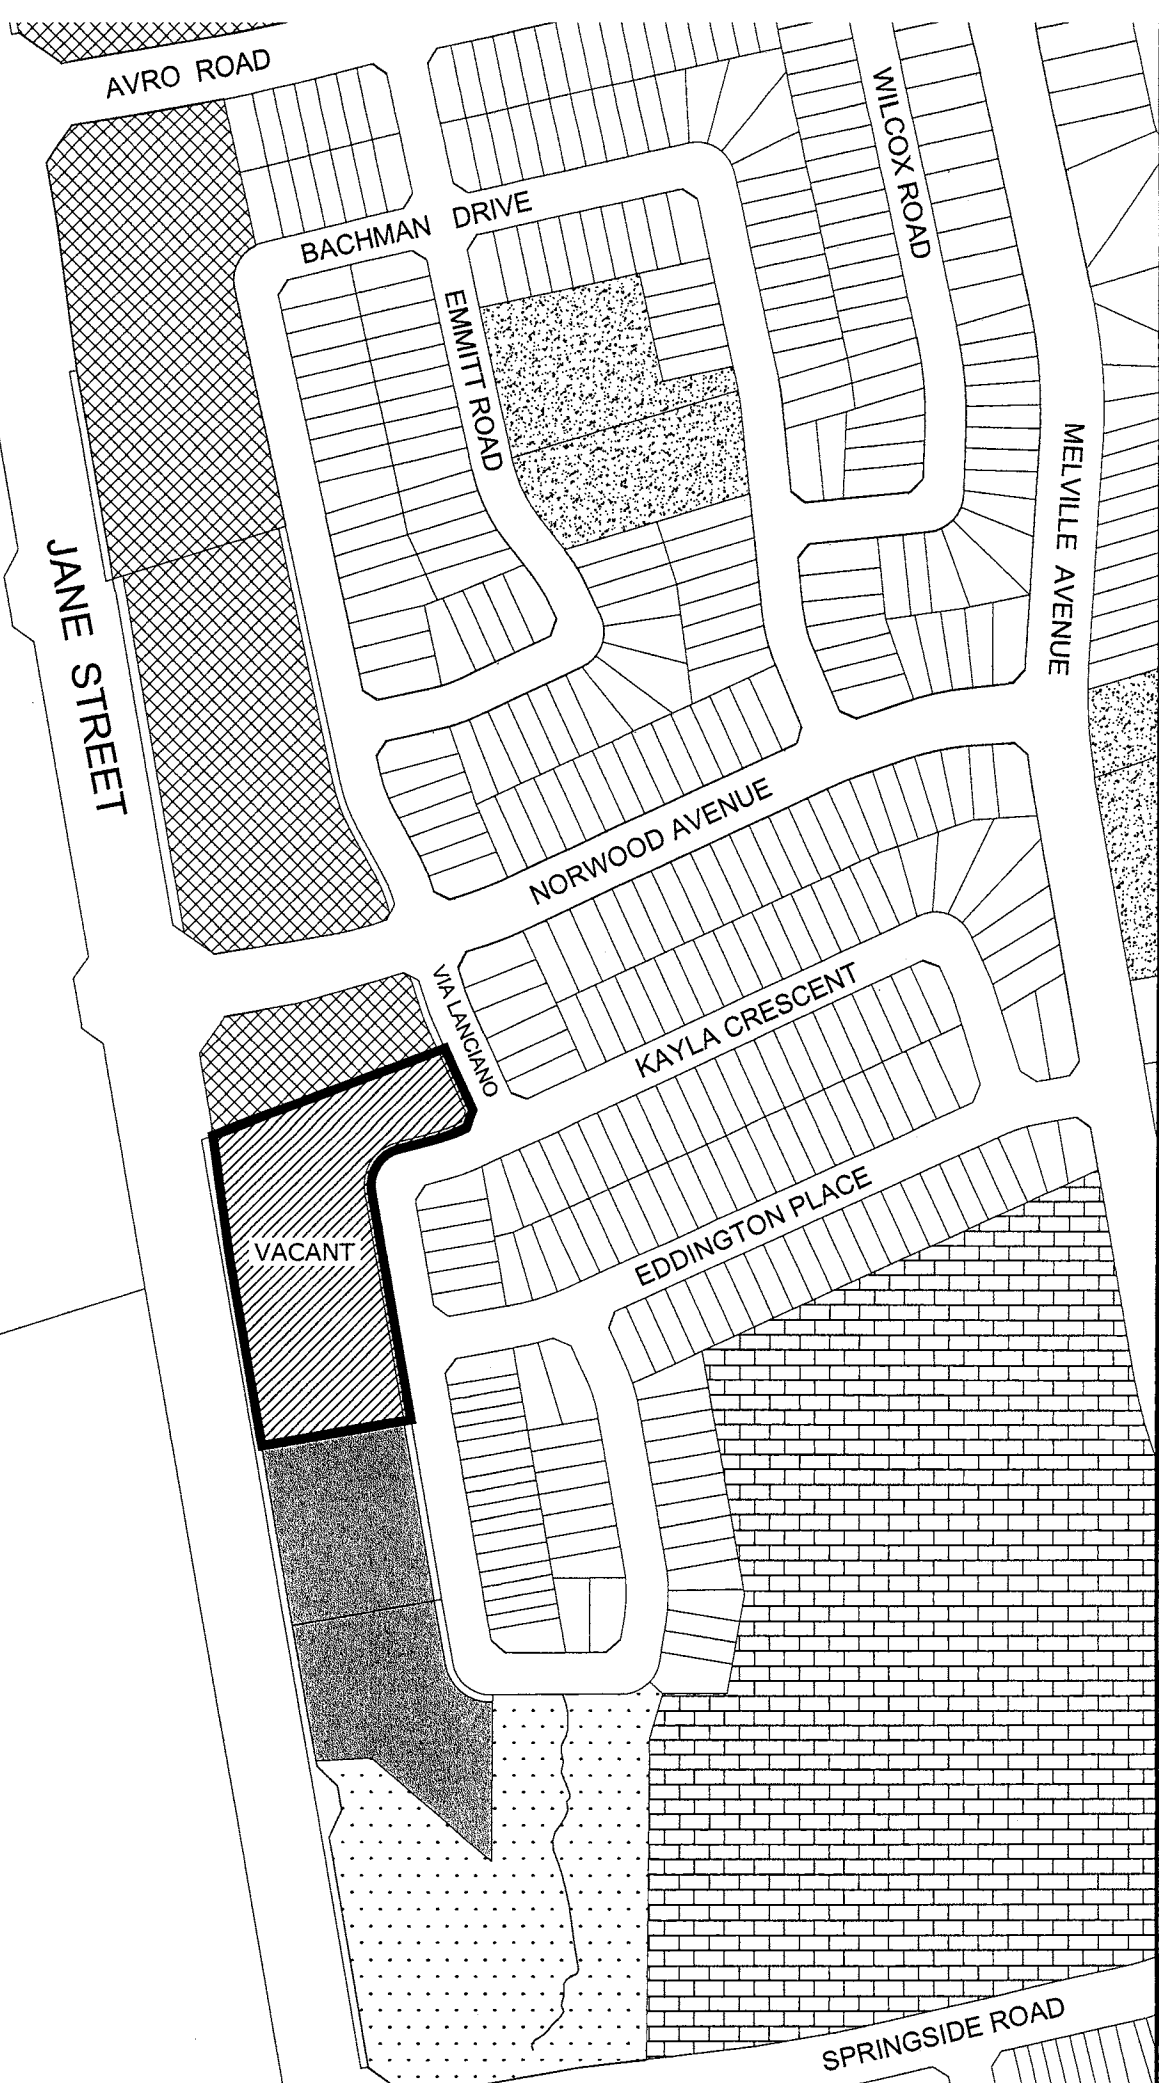 AVRO ROAD
WILCOX ROAD
BACHMAN DRIVE
EMMITT ROAD
MELVILLE AVENUE
JANE STREET
NORWOOD AVENUE
VIA LANCIANO
KAYLA CRESCENT
EDDINGTON PLACE
VACANT
SPRINGSIDE ROAD